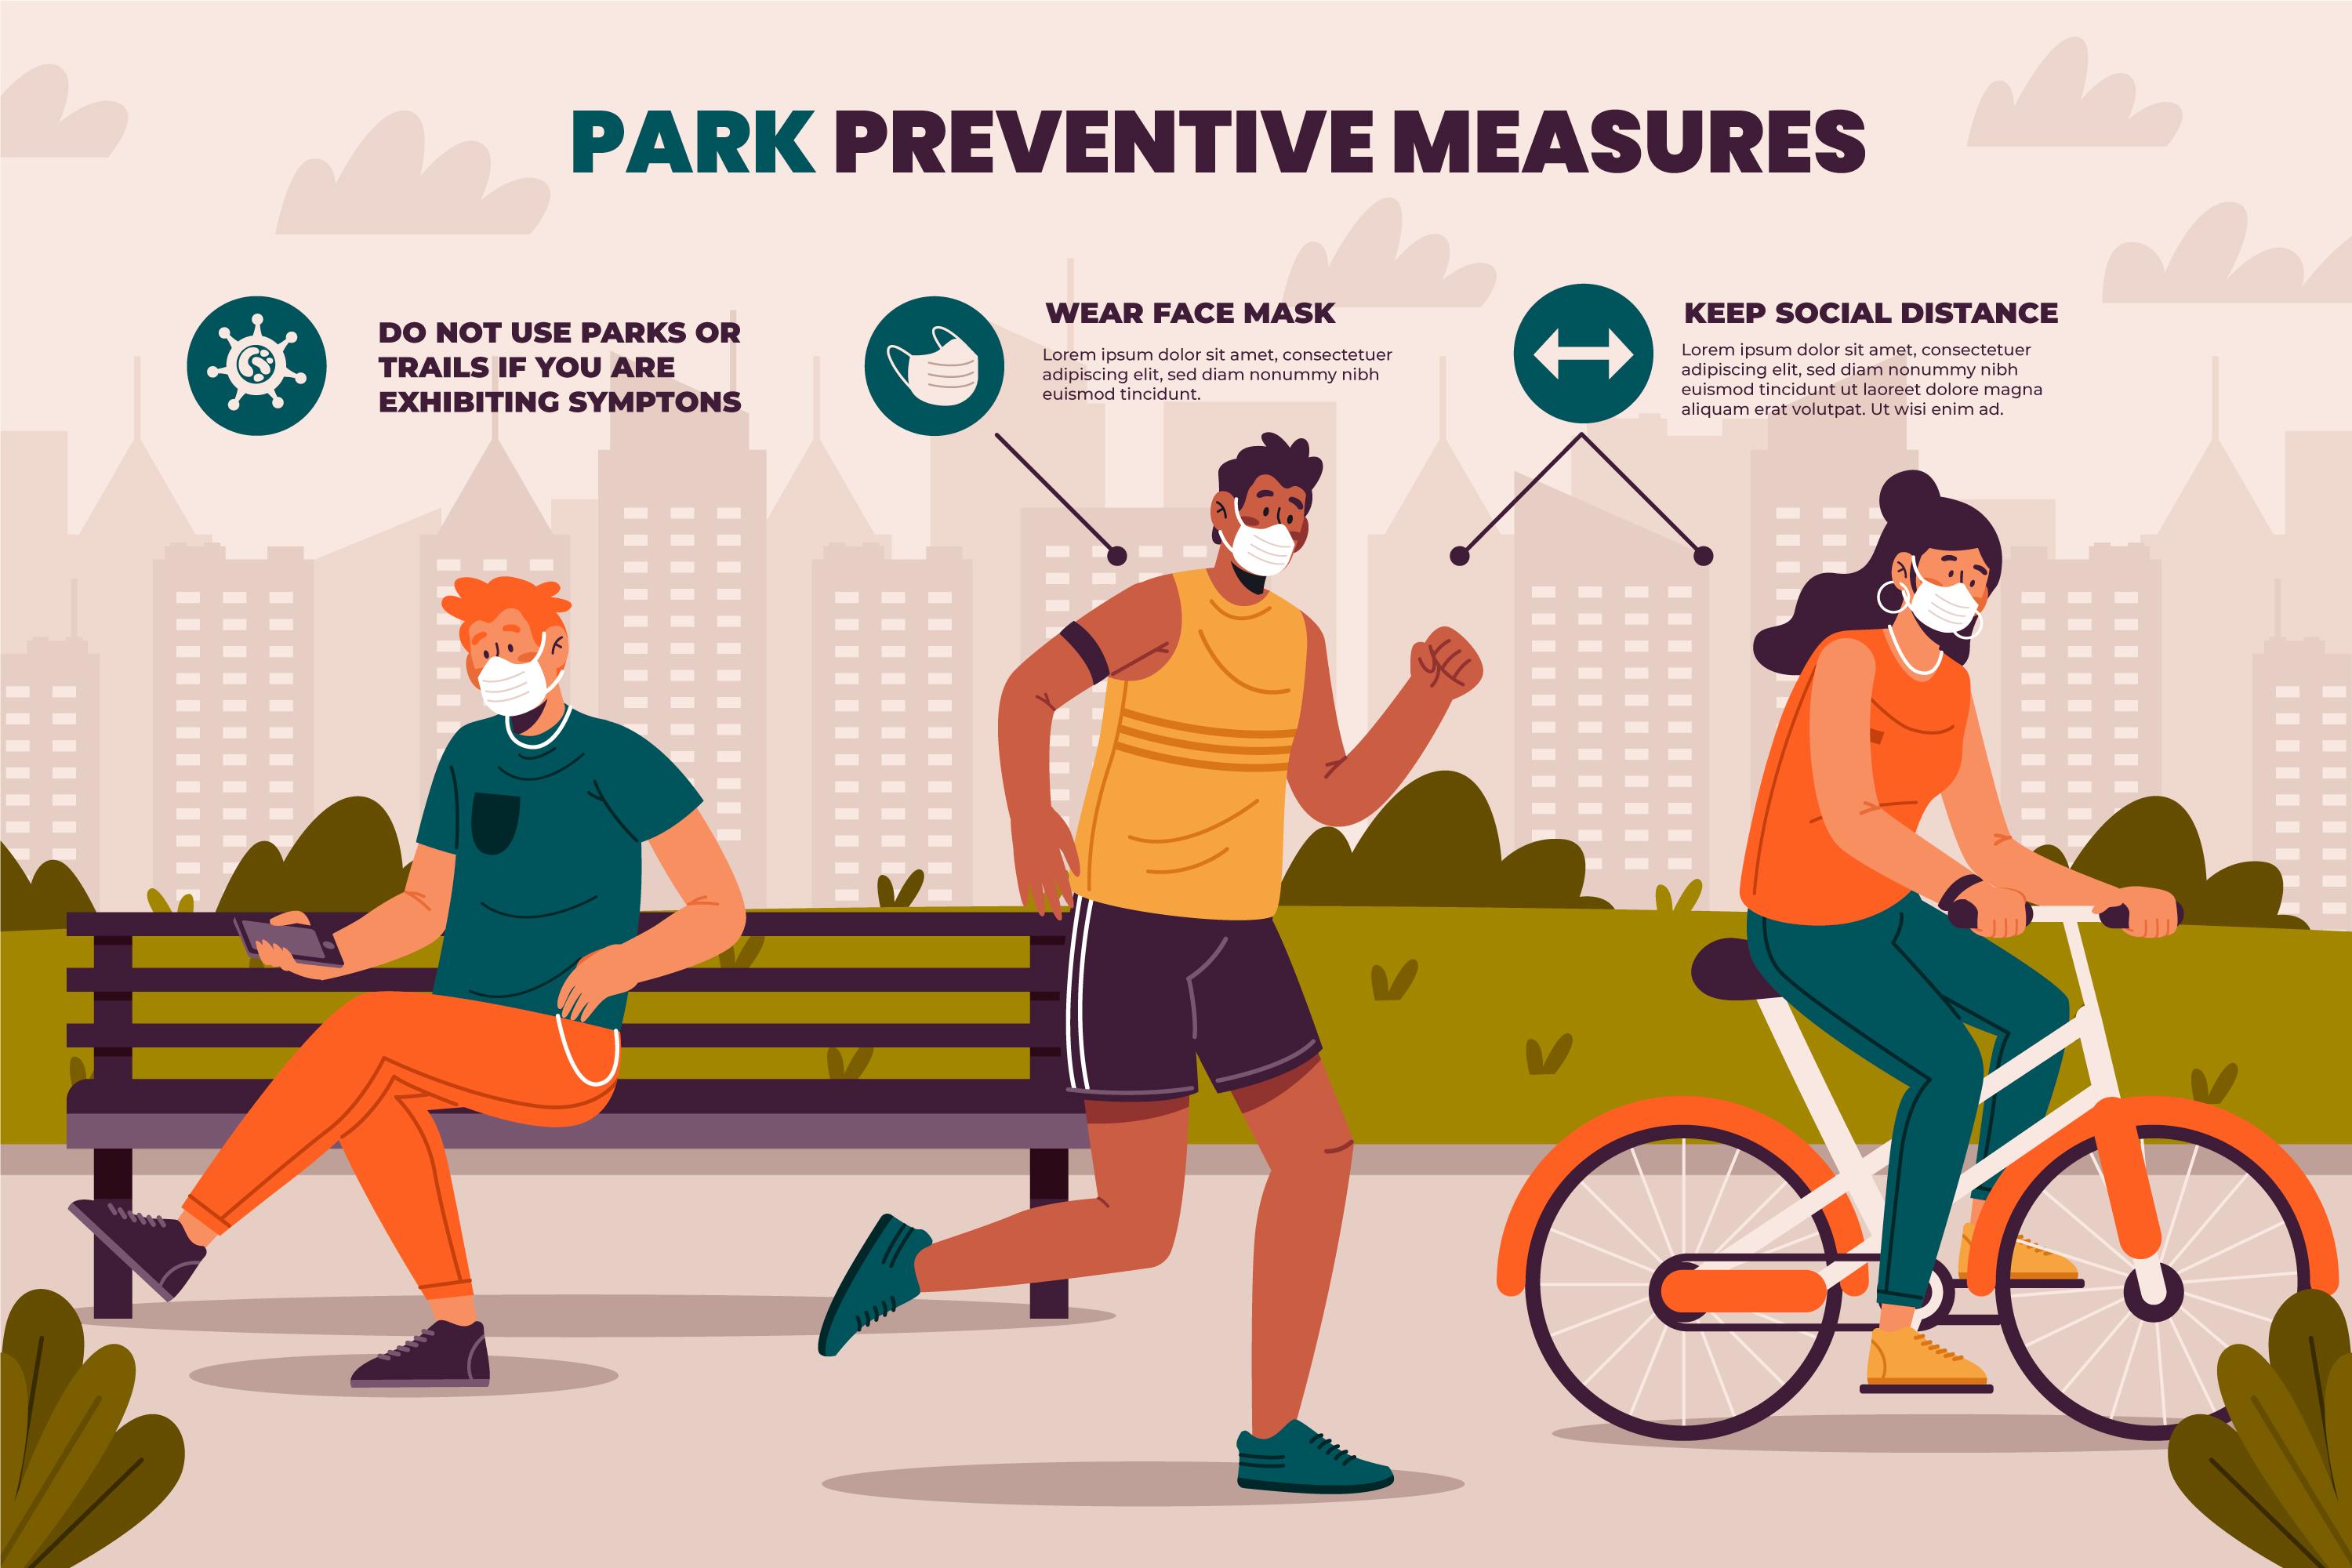 PARK PREVENTIVE MEASURES
DO NOT USE PARKS OR
TRAILS IF YOU ARE
EXHIBITING SYMPTONS
WEAR FACE MASK
Lorem ipsum dolor sit amet, consectetuer
adipiscing elit, sed diam nonummy nibh
euismod tincidunt.
KEEP SOCIAL DISTANCE
Lorem ipsum dolor sit amet, consectetuer
adipiscing elit, sed diam nonummy nibh
euismod tincidunt ut laoreet dolore magna
aliquam erat volutpat. Ut wisi enim ad.